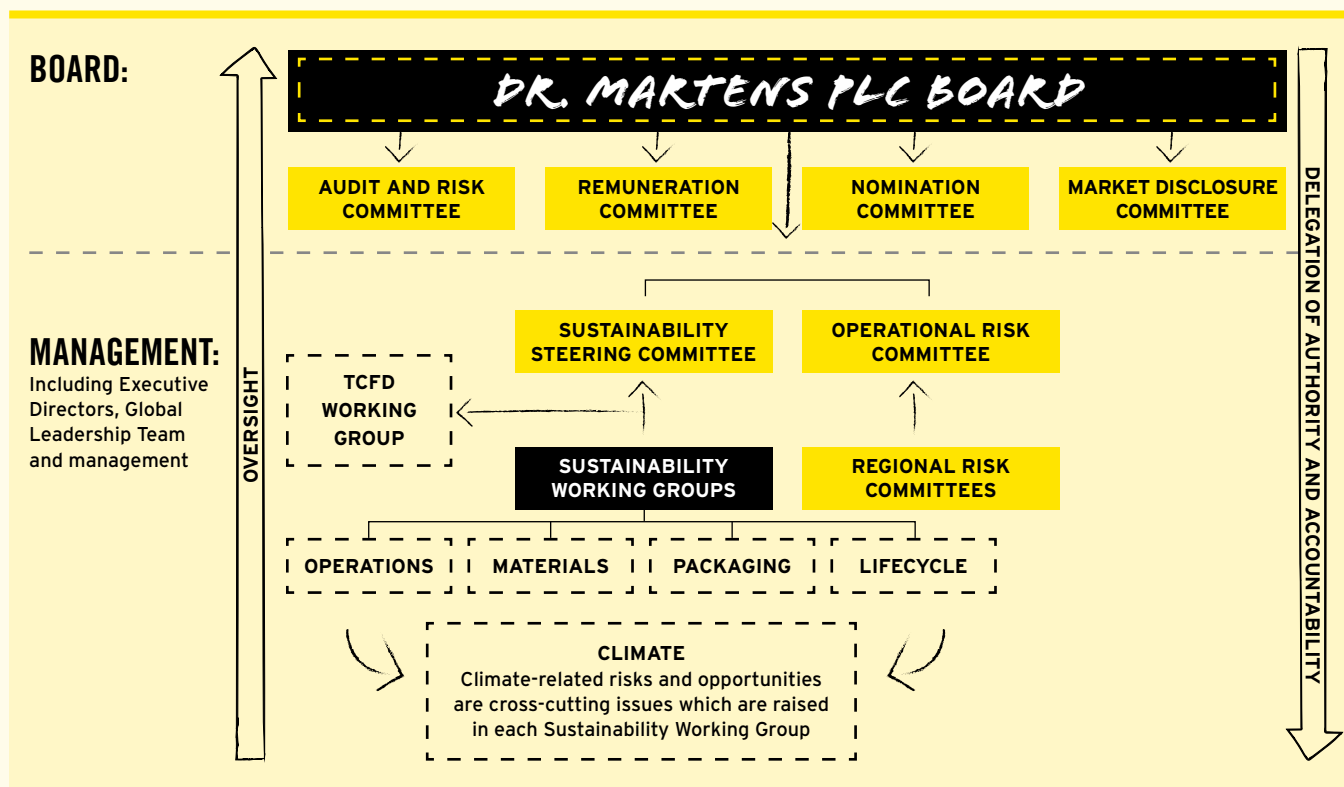 BOARD:
DR. MARTENS PLC BOARD
AUDIT AND RISK
COMMITTEE
REMUNERATION
COMMITTEE
NOMINATION
COMMITTEE
MARKET DISCLOSURE
COMMITTEE
MANAGEMENT:
Including Executive
Directors, Global
Leadership Team
and management
OVERSIGHT
TCFD
WORKING
GROUP
SUSTAINABILITY
STEERING COMMITTEE
OPERATIONAL RISK
COMMITTEE
SUSTAINABILITY
WORKING GROUPS
REGIONAL RISK
COMMITTEES
OPERATIONS
MATERIALS
PACKAGING
LIFECYCLE
CLIMATE
Climate-related risks and opportunities
are cross-cutting issues which are raised
in each Sustainability Working Group
DELEGATION OF AUTHORITY AND ACCOUNTABILITY